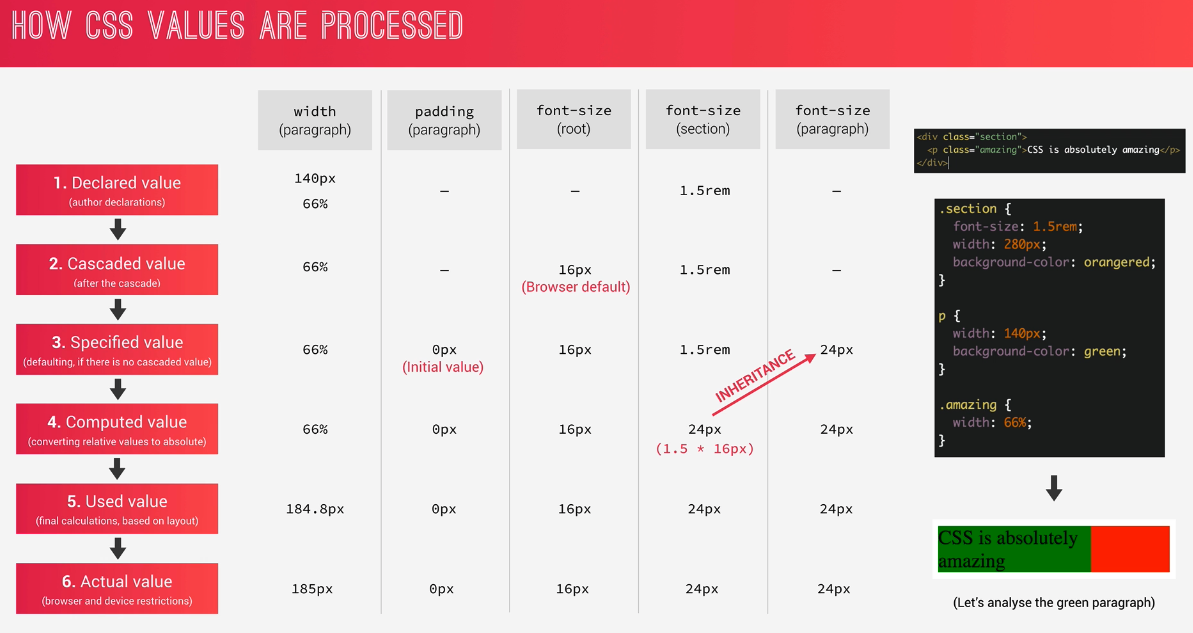 HOW CSS VALUES ARE PROCESSED
width
(paragraph)
padding
(paragraph)
font-size
(root)
font-size
(section)
font-size
(paragraph)
1. Declared value
(author declarations)
140px
66%
–
–
1.5rem
–
2. Cascaded value
(after the cascade)
66%
–
16px
(Browser default)
1.5rem
–
3. Specified value
(defaulting, if there is no cascaded value)
66%
0px
(Initial value)
16px
1.5rem
INHERITANCE
24px
4. Computed value
(converting relative values to absolute)
66%
0px
16px
24px
(1.5 * 16px)
24px
5. Used value
(final calculations, based on layout)
184.8px
0px
16px
24px
24px
6. Actual value
(browser and device restrictions)
185px
0px
16px
24px
24px
<div class="section">
<p class="amazing">CSS is absolutely amazing</p>
</div>
.section {
font-size: 1.5rem;
width: 280px;
background-color: orangered;
}
p {
width: 140px;
background-color: green;
}
.amazing {
width: 66%;
}
CSS is absolutely
amazing
(Let's analyse the green paragraph)